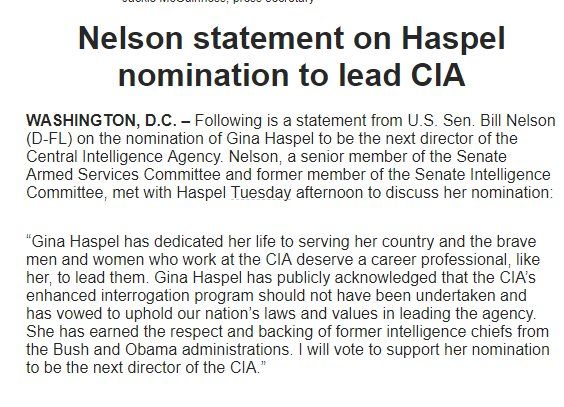 Jackie McGuinness, press secretary
Nelson statement on Haspel
nomination to lead CIA
WASHINGTON, D.C. – Following is a statement from U.S. Sen. Bill Nelson
(D-FL) on the nomination of Gina Haspel to be the next director of the
Central Intelligence Agency. Nelson, a senior member of the Senate
Armed Services Committee and former member of the Senate Intelligence
Committee, met with Haspel Tuesday afternoon to discuss her nomination:
“Gina Haspel has dedicated her life to serving her country and the brave
men and women who work at the CIA deserve a career professional, like
her, to lead them. Gina Haspel has publicly acknowledged that the CIA’s
enhanced interrogation program should not have been undertaken and
has vowed to uphold our nation’s laws and values in leading the agency.
She has earned the respect and backing of former intelligence chiefs from
the Bush and Obama administrations. I will vote to support her nomination
to be the next director of the CIA.”